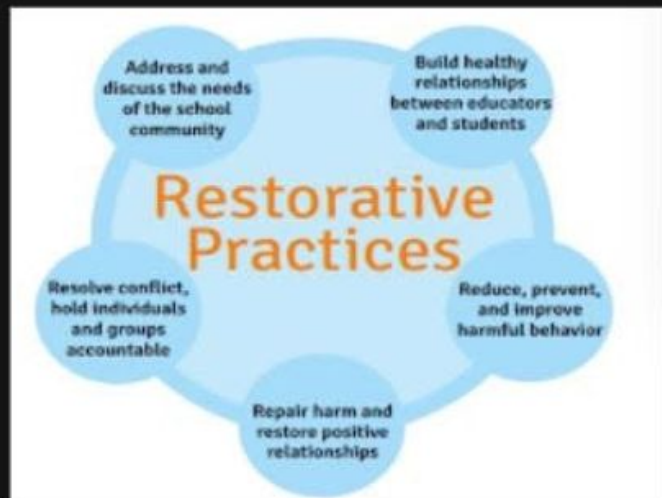 Address and
discuss the needs
of the school
community
Build healthy
relationships
between educators
and students
Restorative
Practices
Resolve conflict,
hold individuals
and groups
accountable
Reduce, prevent,
and improve
harmful behavior
Repair harm and
restore positive
relationships